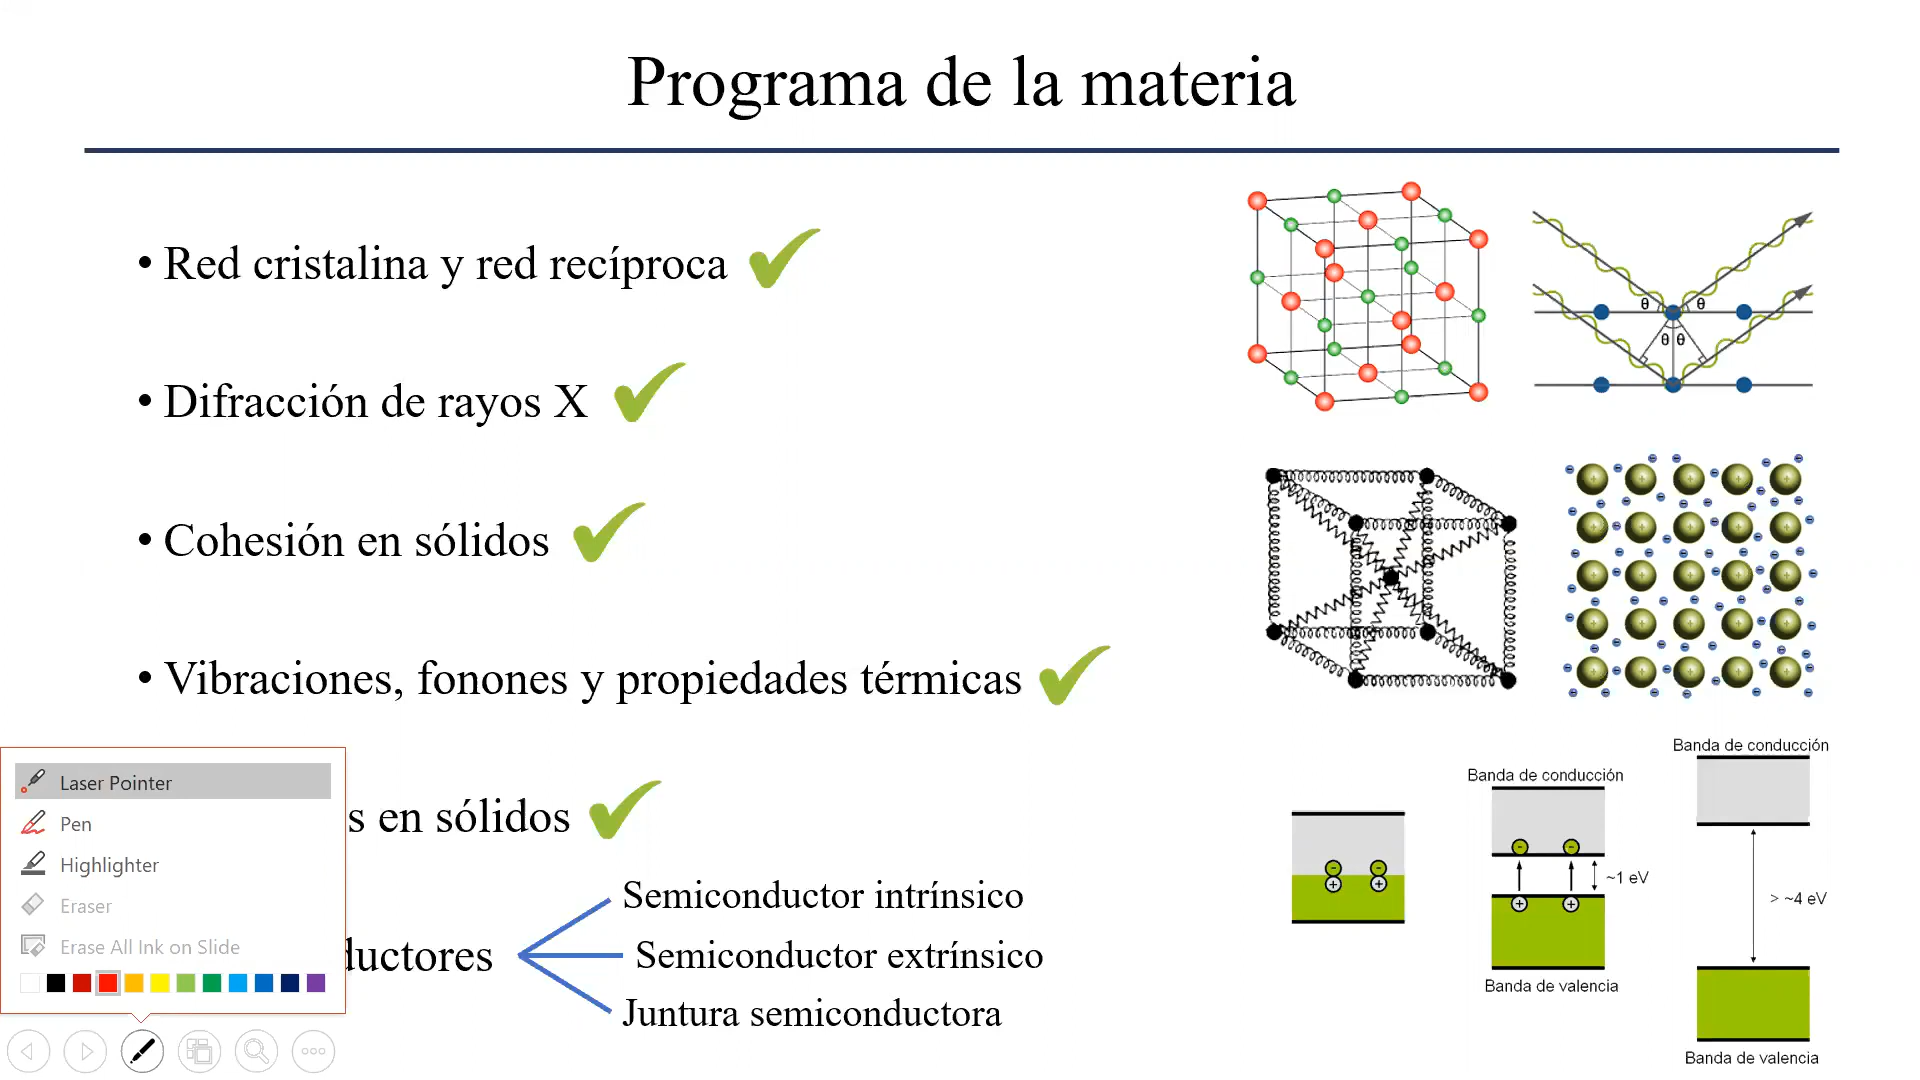 Programa de la materia
• Red cristalina y red recíproca
• Difracción de rayos X
• Cohesión en sólidos
• Vibraciones, fonones y propiedades térmicas
s en sólidos
ductores
Semiconductor intrínsico
Semiconductor extrínsico
Juntura semiconductora
Laser Pointer
Pen
Highlighter
Eraser
Erase All Ink on Slide
θ θ
θ θ
Banda de conducción
~1 eV
Banda de valencia
Banda de conducción
> ~4 eV
Banda de valencia